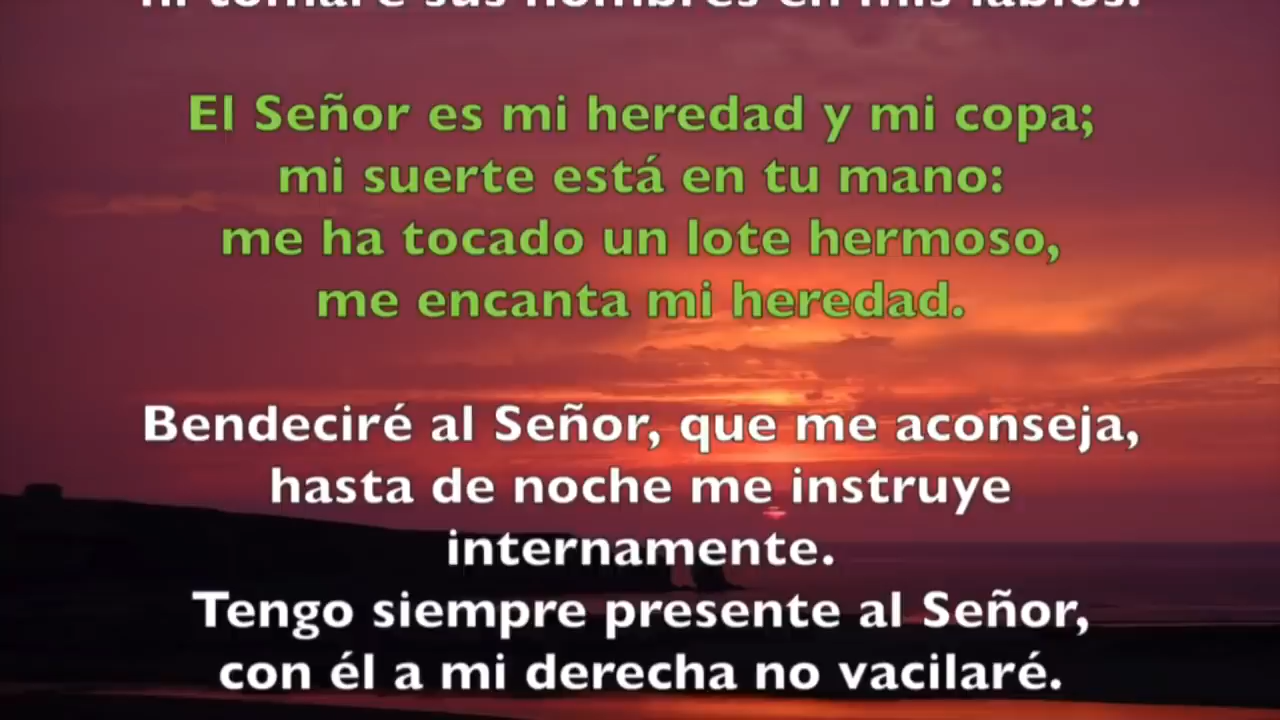 ni tomaré sus nombres en mis labios.
El Señor es mi heredad y mi copa;
mi suerte está en tu mano:
me ha tocado un lote hermoso,
me encanta mi heredad.
Bendeciré al Señor, que me aconseja,
hasta de noche me instruye
internamente.
Tengo siempre presente al Señor,
con él a mi derecha no vacilaré.